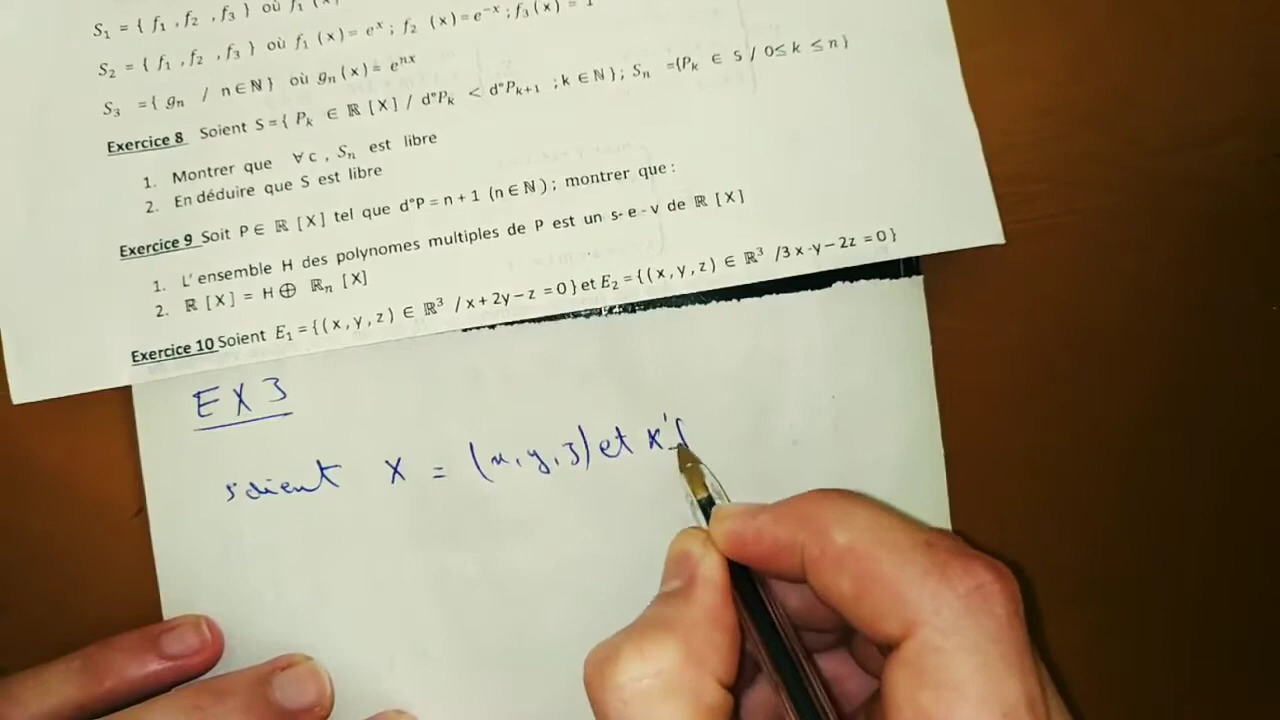 S₁ = { f₁ , f₂ , f₃ } où f₁ (x)
S₂ = { f₁ , f₂ , f₃ } où f₁ (x) = eˣ ; f₂ (x) = e⁻ˣ ; f₃ (x) = 1
S₃ = { gₙ / n ∈ ℕ } où gₙ (x) = eⁿˣ
Exercice 8 Soient S = { Pₖ ∈ ℝ [X] / d°Pₖ < d°Pₖ₊₁ ; k ∈ ℕ } ; Sₙ = {Pₖ ∈ S / 0≤ k ≤ n }
1. Montrer que ∀ c , Sₙ est libre
2. En déduire que S est libre
Exercice 9 Soit P ∈ ℝ [X] tel que d°P = n + 1 (n ∈ ℕ) ; montrer que :
1. L' ensemble H des polynomes multiples de P est un s- e - v de ℝ [X]
2. ℝ [X] = H ⊕ ℝₙ [X]
Exercice 10 Soient E₁ = {(x , y , z ) ∈ ℝ³ / x + 2y − z = 0 } et E₂ = {(x , y , z ) ∈ ℝ³ /3 x -y − 2z = 0 }
EX 3
soient X = (x, y, z) et X' (